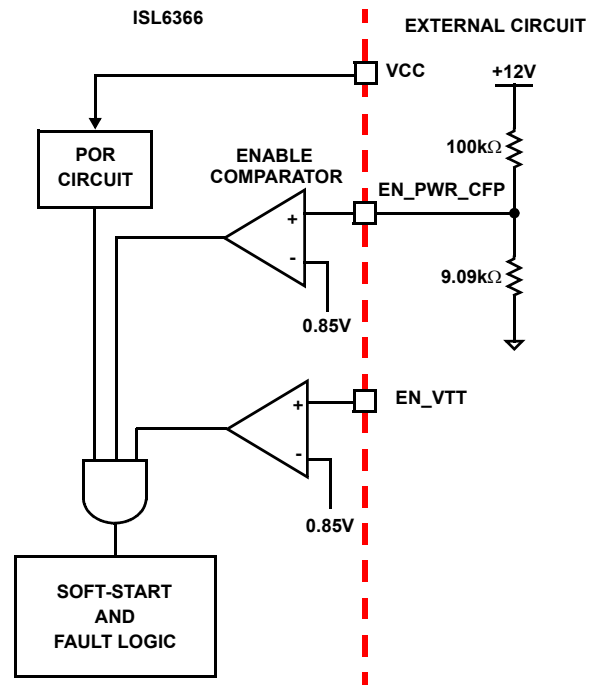 ISL6366
EXTERNAL CIRCUIT
VCC
+12V
POR
CIRCUIT
ENABLE
COMPARATOR
100kΩ
EN_PWR_CFP
+
-
0.85V
9.09kΩ
EN_VTT
+
-
0.85V
SOFT-START
AND
FAULT LOGIC